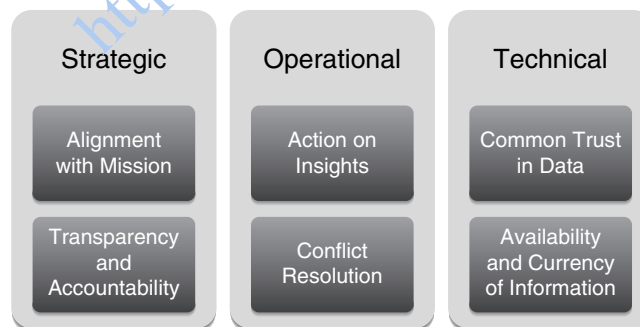 Strategic
Alignment
with Mission
Transparency
and
Accountability
Operational
Action on
Insights
Conflict
Resolution
Technical
Common Trust
in Data
Availability
and Currency
of Information
http